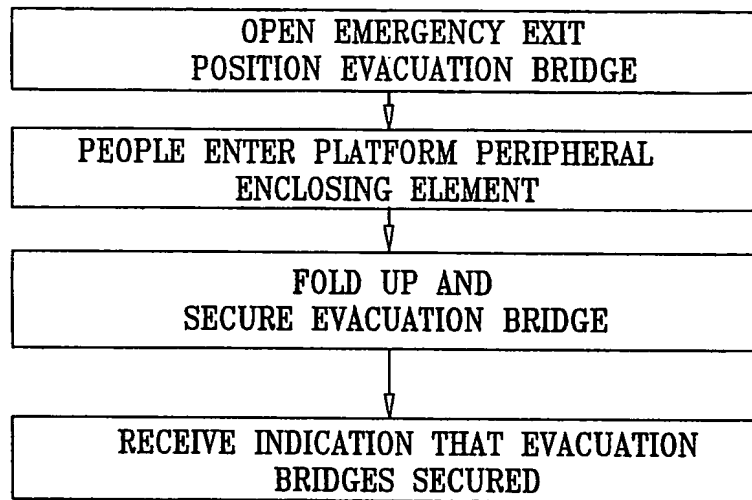 OPEN EMERGENCY EXIT
POSITION EVACUATION BRIDGE
PEOPLE ENTER PLATFORM PERIPHERAL
ENCLOSING ELEMENT
FOLD UP AND
SECURE EVACUATION BRIDGE
RECEIVE INDICATION THAT EVACUATION
BRIDGES SECURED